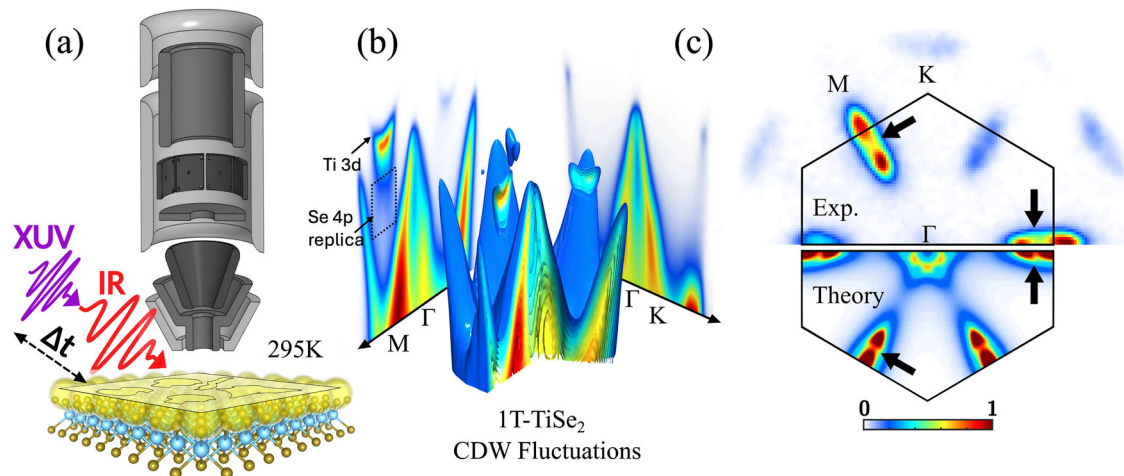 (a)
XUV
IR
Δt
295K
(b)
Ti 3d
Se 4p
replica
M
Γ
Γ
K
1T-TiSe₂
CDW Fluctuations
(c)
K
M
Exp.
Γ
Theory
0
1